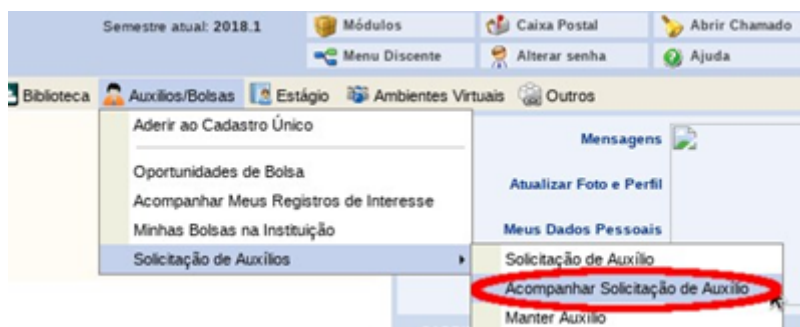 Semestre atual: 2018.1 Módulos Caixa Postal Abrir Chamado
Menu Discente Alterar senha Ajuda
Biblioteca Auxílios/Bolsas Estágio Ambientes Virtuais Outros
Aderir ao Cadastro Único
Mensagens
Oportunidades de Bolsa
Atualizar Foto e Perfil
Acompanhar Meus Registros de Interesse
Minhas Bolsas na Instituição
Meus Dados Pessoais
Solicitação de Auxílios
Solicitação de Auxílio
Acompanhar Solicitação de Auxílio
Manter Auxílio